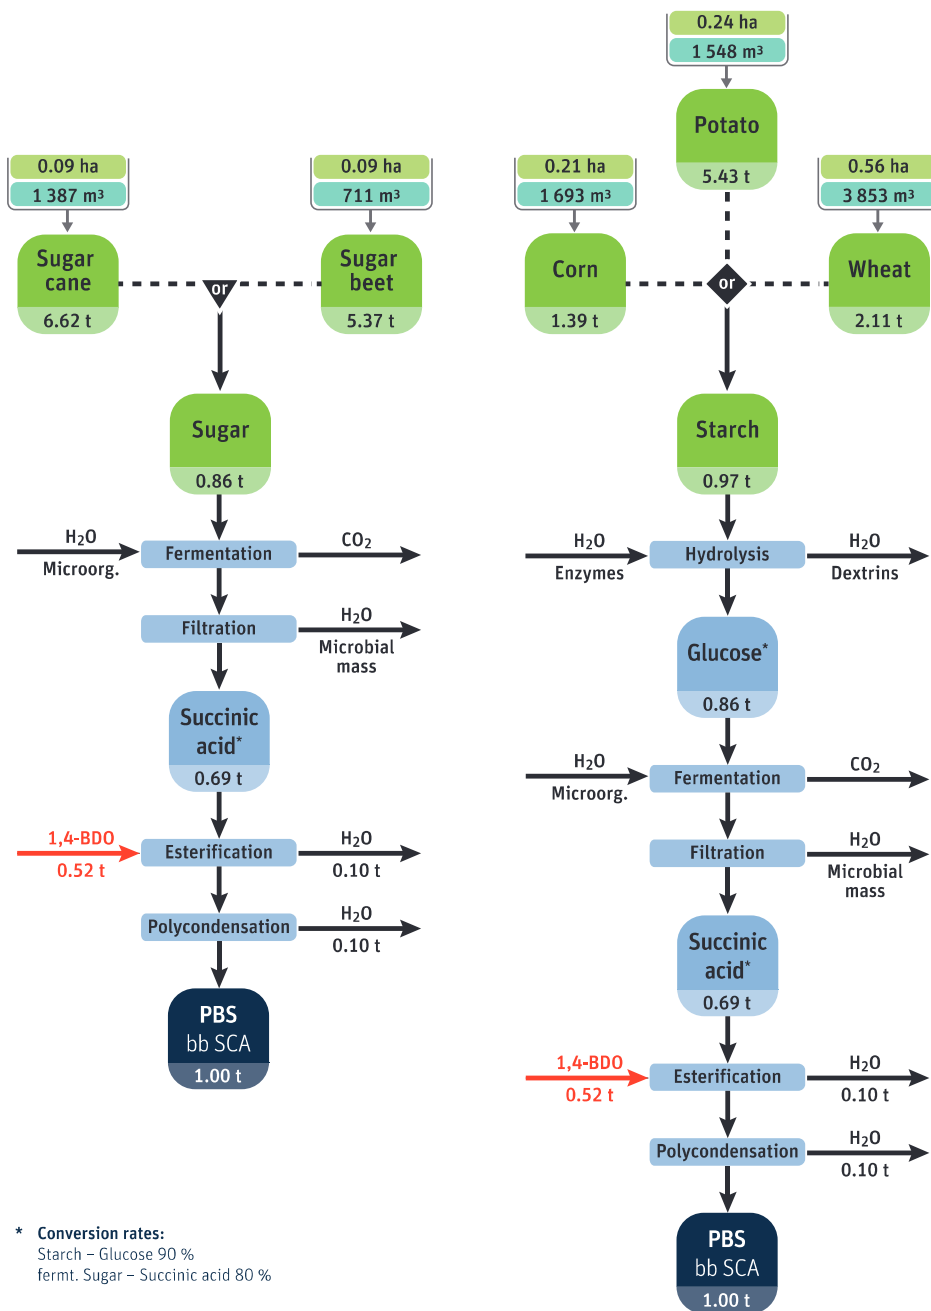 0.09 ha
1 387 m³
Sugar
cane
6.62 t
or
0.09 ha
711 m³
Sugar
beet
5.37 t
Sugar
0.86 t
H₂O
Microorg.
Fermentation
CO₂
Filtration
H₂O
Microbial
mass
Succinic
acid*
0.69 t
1,4-BDO
0.52 t
Esterification
H₂O
0.10 t
Polycondensation
H₂O
0.10 t
PBS
bb SCA
1.00 t
0.24 ha
1 548 m³
Potato
5.43 t
0.21 ha
1 693 m³
Corn
1.39 t
or
0.56 ha
3 853 m³
Wheat
2.11 t
Starch
0.97 t
H₂O
Enzymes
Hydrolysis
H₂O
Dextrins
Glucose*
0.86 t
H₂O
Microorg.
Fermentation
CO₂
Filtration
H₂O
Microbial
mass
Succinic
acid*
0.69 t
1,4-BDO
0.52 t
Esterification
H₂O
0.10 t
Polycondensation
H₂O
0.10 t
PBS
bb SCA
1.00 t
* Conversion rates:
Starch – Glucose 90 %
fermt. Sugar – Succinic acid 80 %